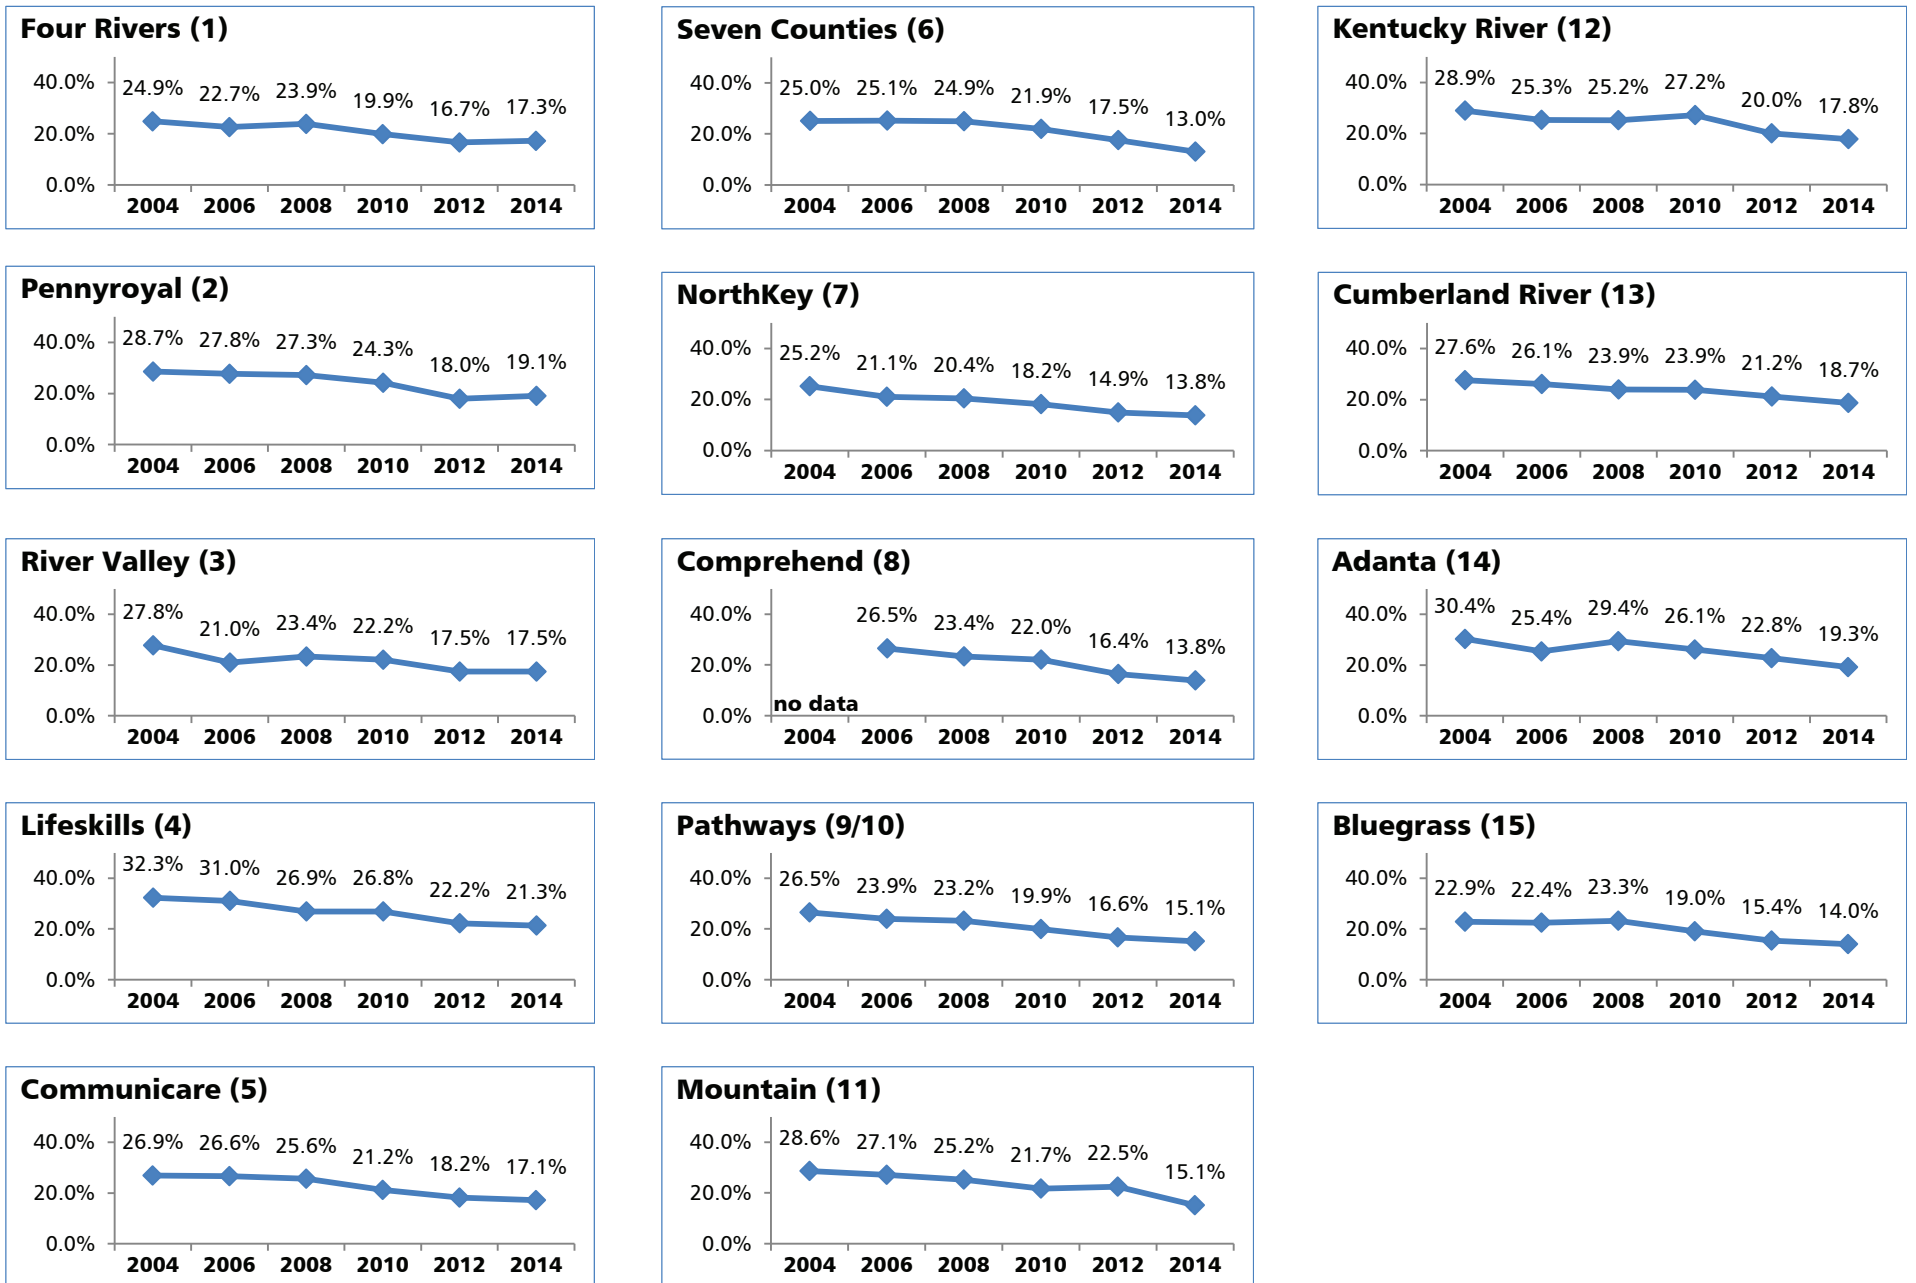 Four Rivers (1)
40.0%
20.0%
0.0%
24.9% 22.7% 23.9% 19.9% 16.7% 17.3%
2004 2006 2008 2010 2012 2014
Seven Counties (6)
40.0%
20.0%
0.0%
25.0% 25.1% 24.9% 21.9% 17.5% 13.0%
2004 2006 2008 2010 2012 2014
Kentucky River (12)
40.0%
20.0%
0.0%
28.9% 25.3% 25.2% 27.2% 20.0% 17.8%
2004 2006 2008 2010 2012 2014
Pennyroyal (2)
40.0%
20.0%
0.0%
28.7% 27.8% 27.3% 24.3% 18.0% 19.1%
2004 2006 2008 2010 2012 2014
NorthKey (7)
40.0%
20.0%
0.0%
25.2% 21.1% 20.4% 18.2% 14.9% 13.8%
2004 2006 2008 2010 2012 2014
Cumberland River (13)
40.0%
20.0%
0.0%
27.6% 26.1% 23.9% 23.9% 21.2% 18.7%
2004 2006 2008 2010 2012 2014
River Valley (3)
40.0%
20.0%
0.0%
27.8% 21.0% 23.4% 22.2% 17.5% 17.5%
2004 2006 2008 2010 2012 2014
Comprehend (8)
40.0%
20.0%
0.0%
26.5% 23.4% 22.0% 16.4% 13.8%
no data
2004 2006 2008 2010 2012 2014
Adanta (14)
40.0%
20.0%
0.0%
30.4% 25.4% 29.4% 26.1% 22.8% 19.3%
2004 2006 2008 2010 2012 2014
Lifeskills (4)
40.0%
20.0%
0.0%
32.3% 31.0% 26.9% 26.8% 22.2% 21.3%
2004 2006 2008 2010 2012 2014
Pathways (9/10)
40.0%
20.0%
0.0%
26.5% 23.9% 23.2% 19.9% 16.6% 15.1%
2004 2006 2008 2010 2012 2014
Bluegrass (15)
40.0%
20.0%
0.0%
22.9% 22.4% 23.3% 19.0% 15.4% 14.0%
2004 2006 2008 2010 2012 2014
Communicare (5)
40.0%
20.0%
0.0%
26.9% 26.6% 25.6% 21.2% 18.2% 17.1%
2004 2006 2008 2010 2012 2014
Mountain (11)
40.0%
20.0%
0.0%
28.6% 27.1% 25.2% 21.7% 22.5% 15.1%
2004 2006 2008 2010 2012 2014